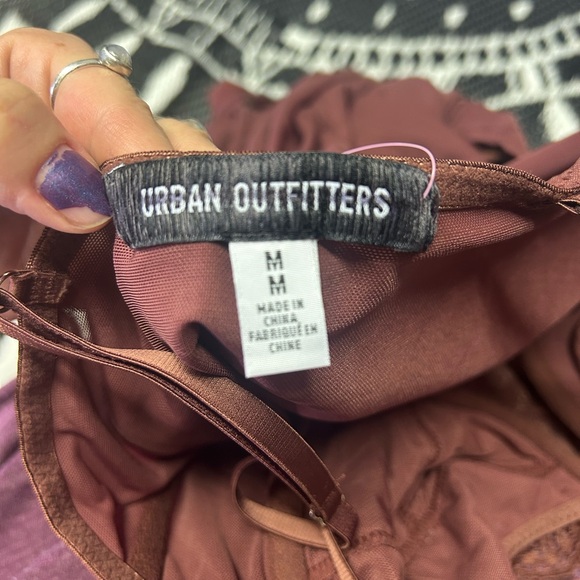 URBAN OUTFITTERS
M
M
MADE IN
CHINA
FABRIQUÉ EN
CHINE